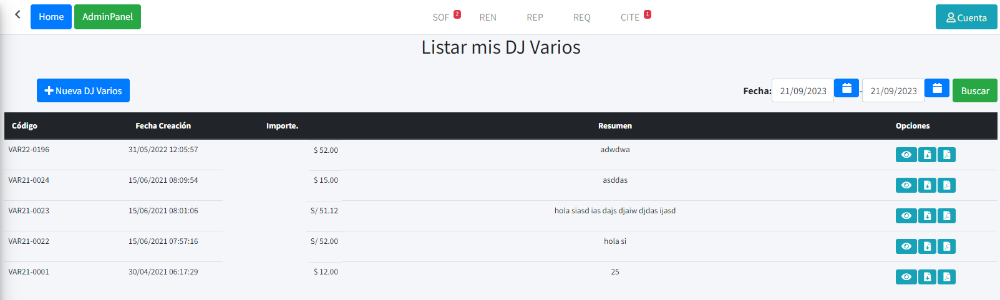 Home AdminPanel SOF 2 REN REP REQ CITE 1 Cuenta
Listar mis DJ Varios
Nueva DJ Varios Fecha: 21/09/2023 - 21/09/2023 Buscar
Código Fecha Creación Importe. Resumen Opciones
VAR22-0196 31/05/2022 12:05:57 $ 52.00 adwdwa
VAR21-0024 15/06/2021 08:09:54 $ 15.00 asddas
VAR21-0023 15/06/2021 08:01:06 S/ 51.12 hola siasd ias dajs djaiw djdas ijasd
VAR21-0022 15/06/2021 07:57:16 S/ 52.00 hola si
VAR21-0001 30/04/2021 06:17:29 $ 12.00 25